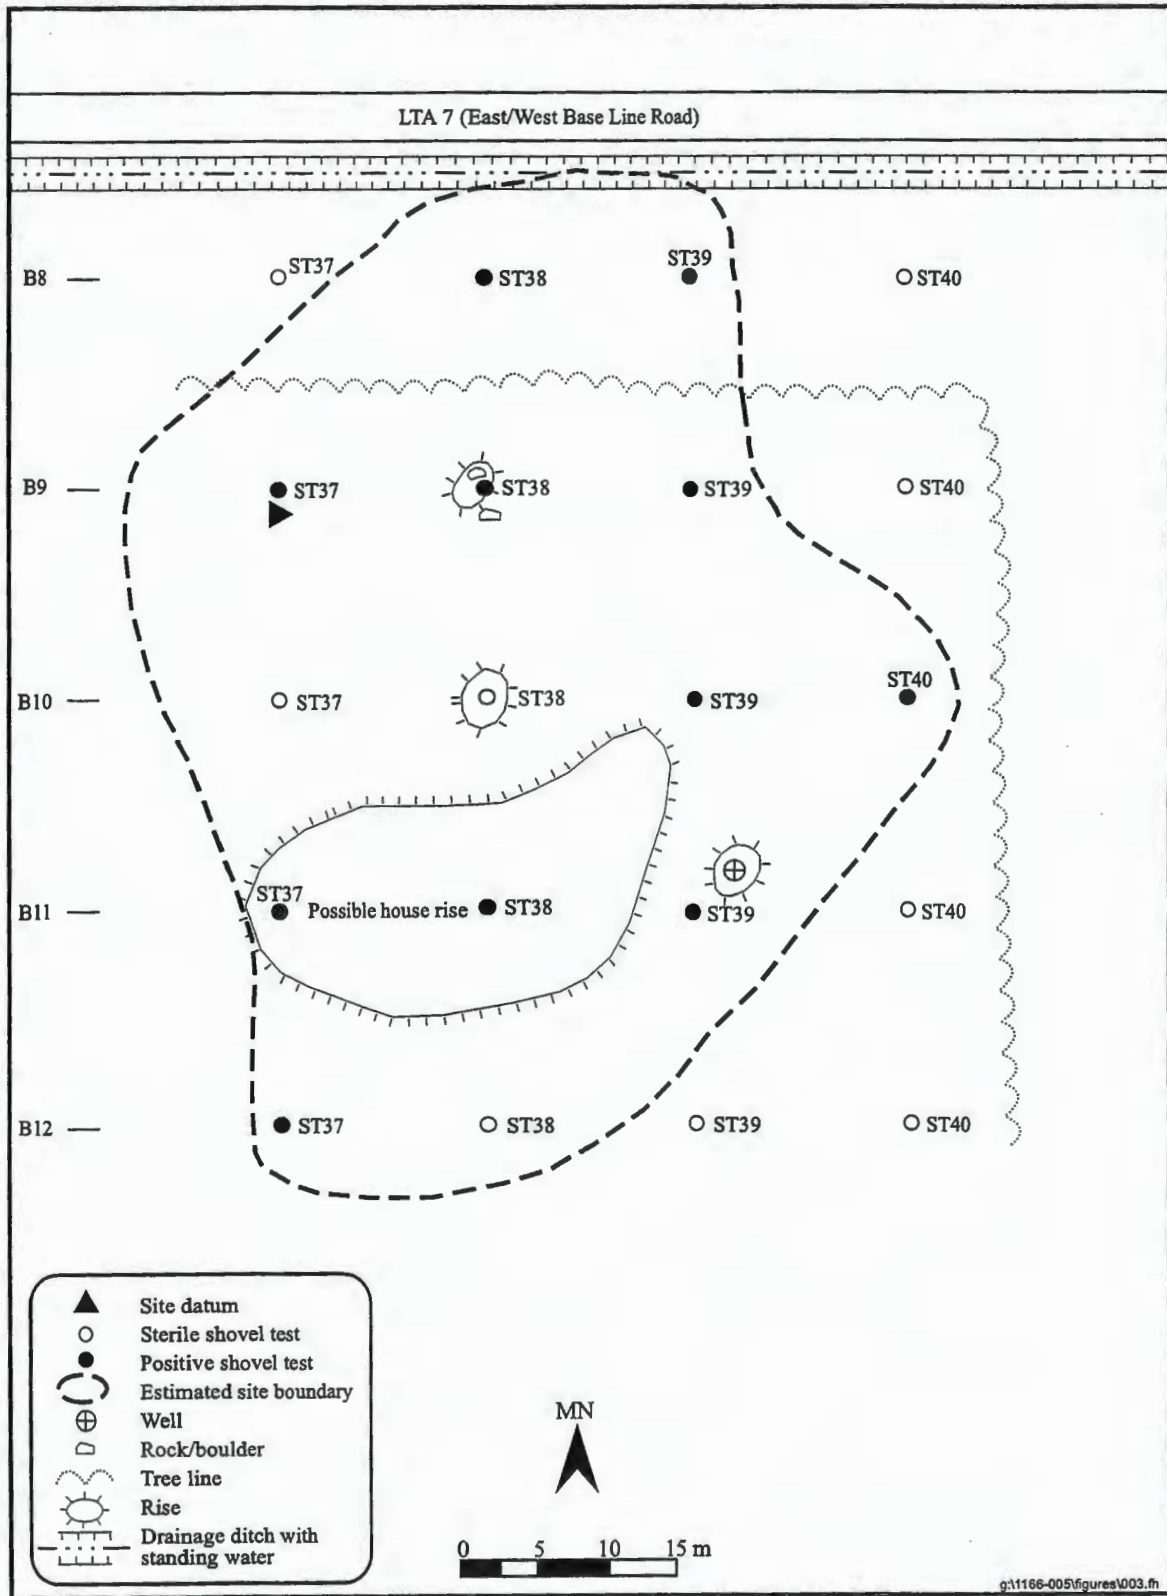 LTA 7 (East/West Base Line Road)
B8 ST37 ST38 ST39 ST40
B9 ST37 ST38 ST39 ST40
B10 ST37 ST38 ST39 ST40
B11 ST37 Possible house rise ST38 ST39 ST40
B12 ST37 ST38 ST39 ST40
Site datum
Sterile shovel test
Positive shovel test
Estimated site boundary
Well
Rock/boulder
Tree line
Rise
Drainage ditch with
standing water
MN
0 5 10 15 m
g:\1166-005\figures\003.fh